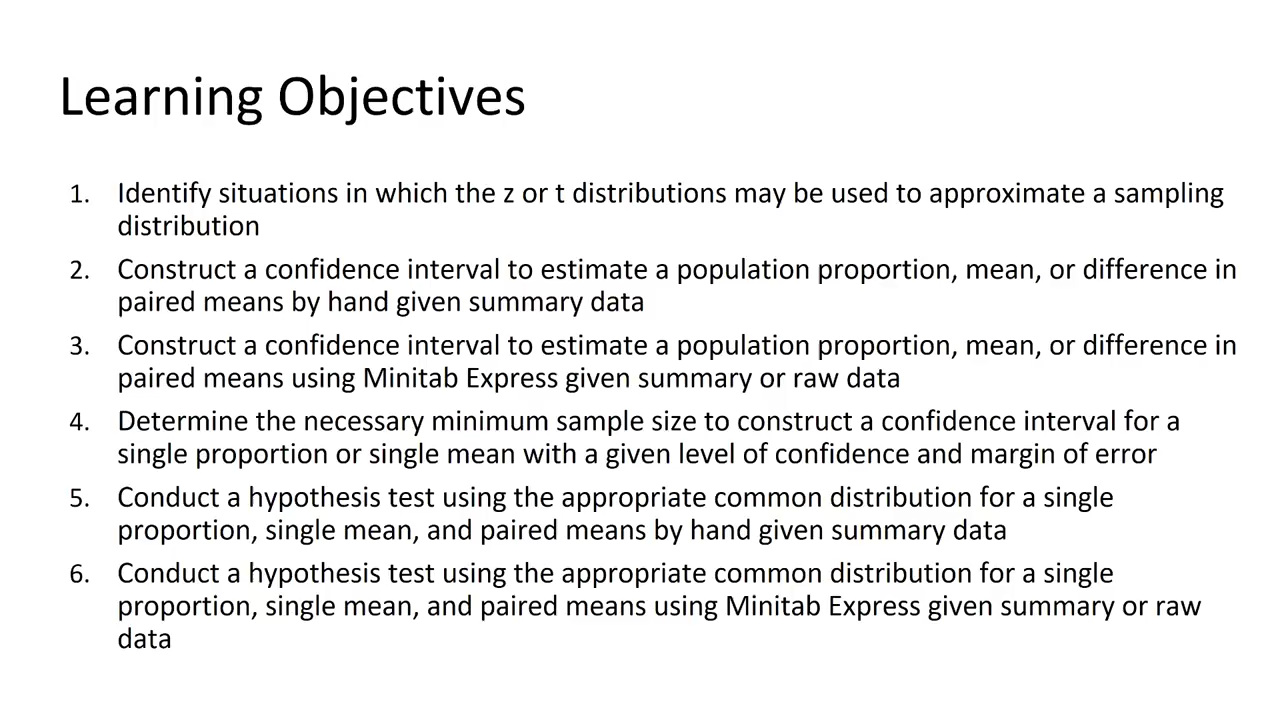 Learning Objectives
1. Identify situations in which the z or t distributions may be used to approximate a sampling
distribution
2. Construct a confidence interval to estimate a population proportion, mean, or difference in
paired means by hand given summary data
3. Construct a confidence interval to estimate a population proportion, mean, or difference in
paired means using Minitab Express given summary or raw data
4. Determine the necessary minimum sample size to construct a confidence interval for a
single proportion or single mean with a given level of confidence and margin of error
5. Conduct a hypothesis test using the appropriate common distribution for a single
proportion, single mean, and paired means by hand given summary data
6. Conduct a hypothesis test using the appropriate common distribution for a single
proportion, single mean, and paired means using Minitab Express given summary or raw
data